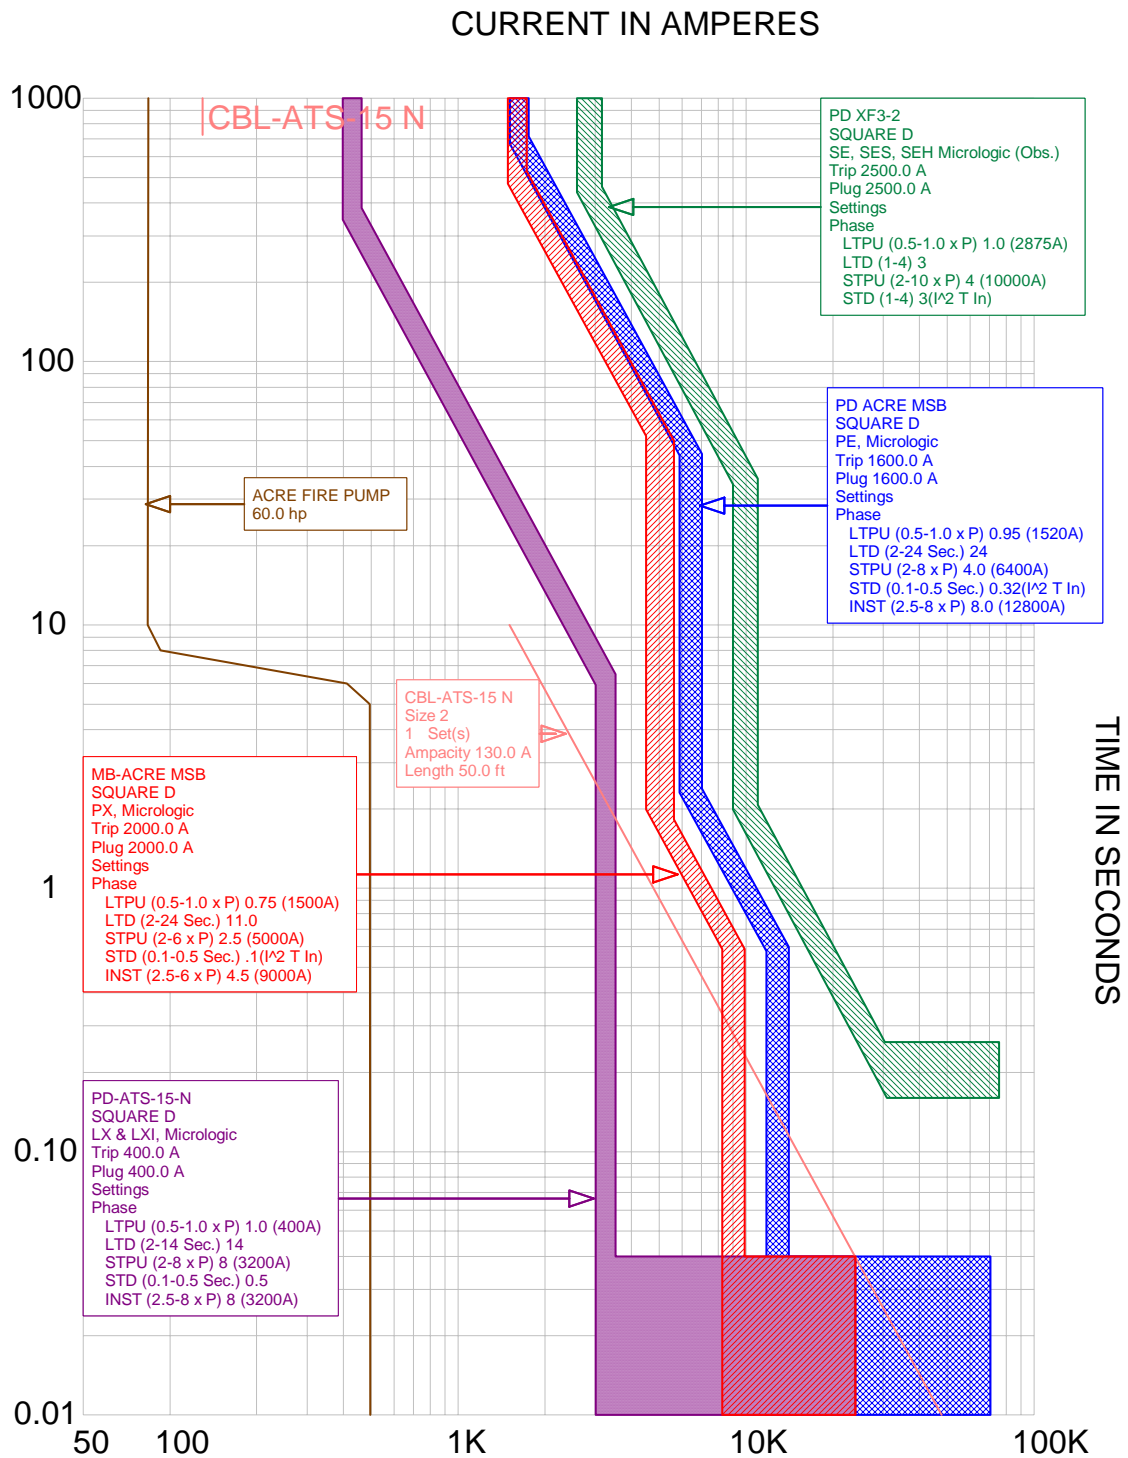 CURRENT IN AMPERES
1000
CBL-ATS-15 N
PD XF3-2
SQUARE D
SE, SES, SEH Micrologic (Obs.)
Trip 2500.0 A
Plug 2500.0 A
Settings
Phase
LTPU (0.5-1.0 x P) 1.0 (2875A)
LTD (1-4) 3
STPU (2-10 x P) 4 (10000A)
STD (1-4) 3(I^2 T In)
100
PD ACRE MSB
SQUARE D
PE, Micrologic
Trip 1600.0 A
Plug 1600.0 A
Settings
Phase
LTPU (0.5-1.0 x P) 0.95 (1520A)
LTD (2-24 Sec.) 24
STPU (2-8 x P) 4.0 (6400A)
STD (0.1-0.5 Sec.) 0.32(I^2 T In)
INST (2.5-8 x P) 8.0 (12800A)
ACRE FIRE PUMP
60.0 hp
10
CBL-ATS-15 N
Size 2
1 Set(s)
Ampacity 130.0 A
Length 50.0 ft
TIME IN SECONDS
MB-ACRE MSB
SQUARE D
PX, Micrologic
Trip 2000.0 A
Plug 2000.0 A
Settings
Phase
LTPU (0.5-1.0 x P) 0.75 (1500A)
LTD (2-24 Sec.) 11.0
STPU (2-6 x P) 2.5 (5000A)
STD (0.1-0.5 Sec.) .1(I^2 T In)
INST (2.5-6 x P) 4.5 (9000A)
1
PD-ATS-15-N
SQUARE D
LX & LXI, Micrologic
Trip 400.0 A
Plug 400.0 A
Settings
Phase
LTPU (0.5-1.0 x P) 1.0 (400A)
LTD (2-14 Sec.) 14
STPU (2-8 x P) 8 (3200A)
STD (0.1-0.5 Sec.) 0.5
INST (2.5-8 x P) 8 (3200A)
0.10
0.01
50 100 1K 10K 100K